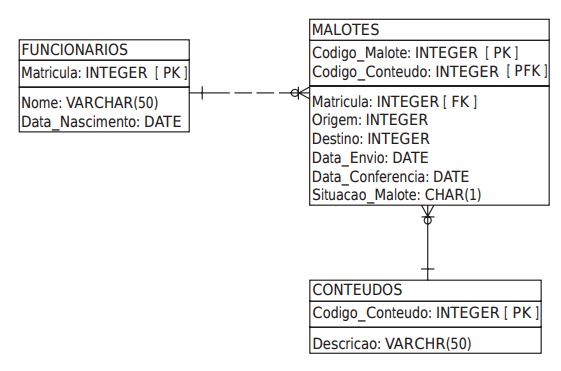 FUNCIONARIOS
Matricula: INTEGER [ PK ]
Nome: VARCHAR(50)
Data_Nascimento: DATE
MALOTES
Codigo_Malote: INTEGER [ PK ]
Codigo_Conteudo: INTEGER [ PFK ]
Matricula: INTEGER [ FK ]
Origem: INTEGER
Destino: INTEGER
Data_Envio: DATE
Data_Conferencia: DATE
Situacao_Malote: CHAR(1)
CONTEUDOS
Codigo_Conteudo: INTEGER [ PK ]
Descricao: VARCHR(50)